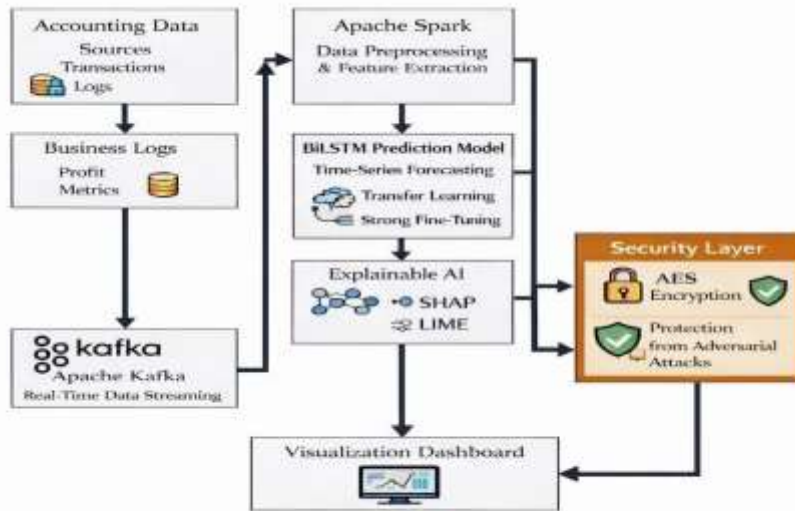 Accounting Data
Sources
Transactions
Logs
Business Logs
Profit
Metrics
kafka
Apache Kafka
Real-Time Data Streaming
Apache Spark
Data Preprocessing
& Feature Extraction
BiLSTM Prediction Model
Time-Series Forecasting
Transfer Learning
Strong Fine-Tuning
Explainable AI
SHAP
LIME
Security Layer
AES
Encryption
Protection
from Adversarial
Attacks
Visualization Dashboard